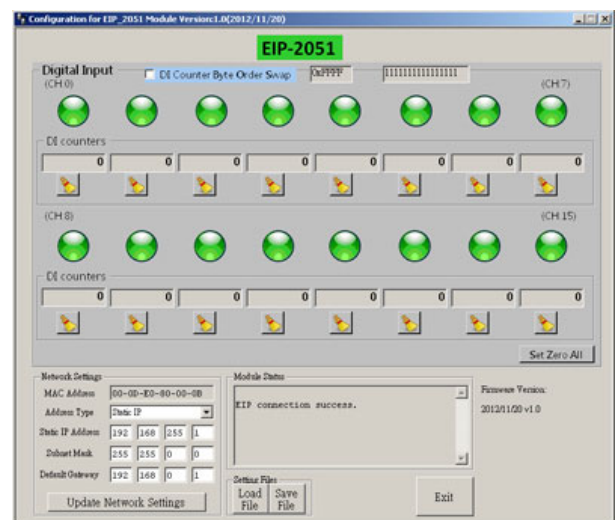 Configuration for EIP_2051 Module Version:1.0(2012/11/20)
EIP-2051
Digital Input
DI Counter Byte Order Swap
0xFFFF
1111111111111111
(CH:0)
(CH:7)
DI counters
0 0 0 0 0 0 0 0
(CH:8)
(CH:15)
DI counters
0 0 0 0 0 0 0 0
Set Zero All
Network Settings
MAC Address 00-0D-E0-80-00-0B
Address Type Static IP
Static IP Address 192 168 255 1
Subnet Mask 255 255 0 0
Default Gateway 192 168 0 1
Update Network Settings
Module Status
EIP connection success.
Setting Files
Load File
Save File
Firmware Version:
2012/11/20 v1.0
Exit